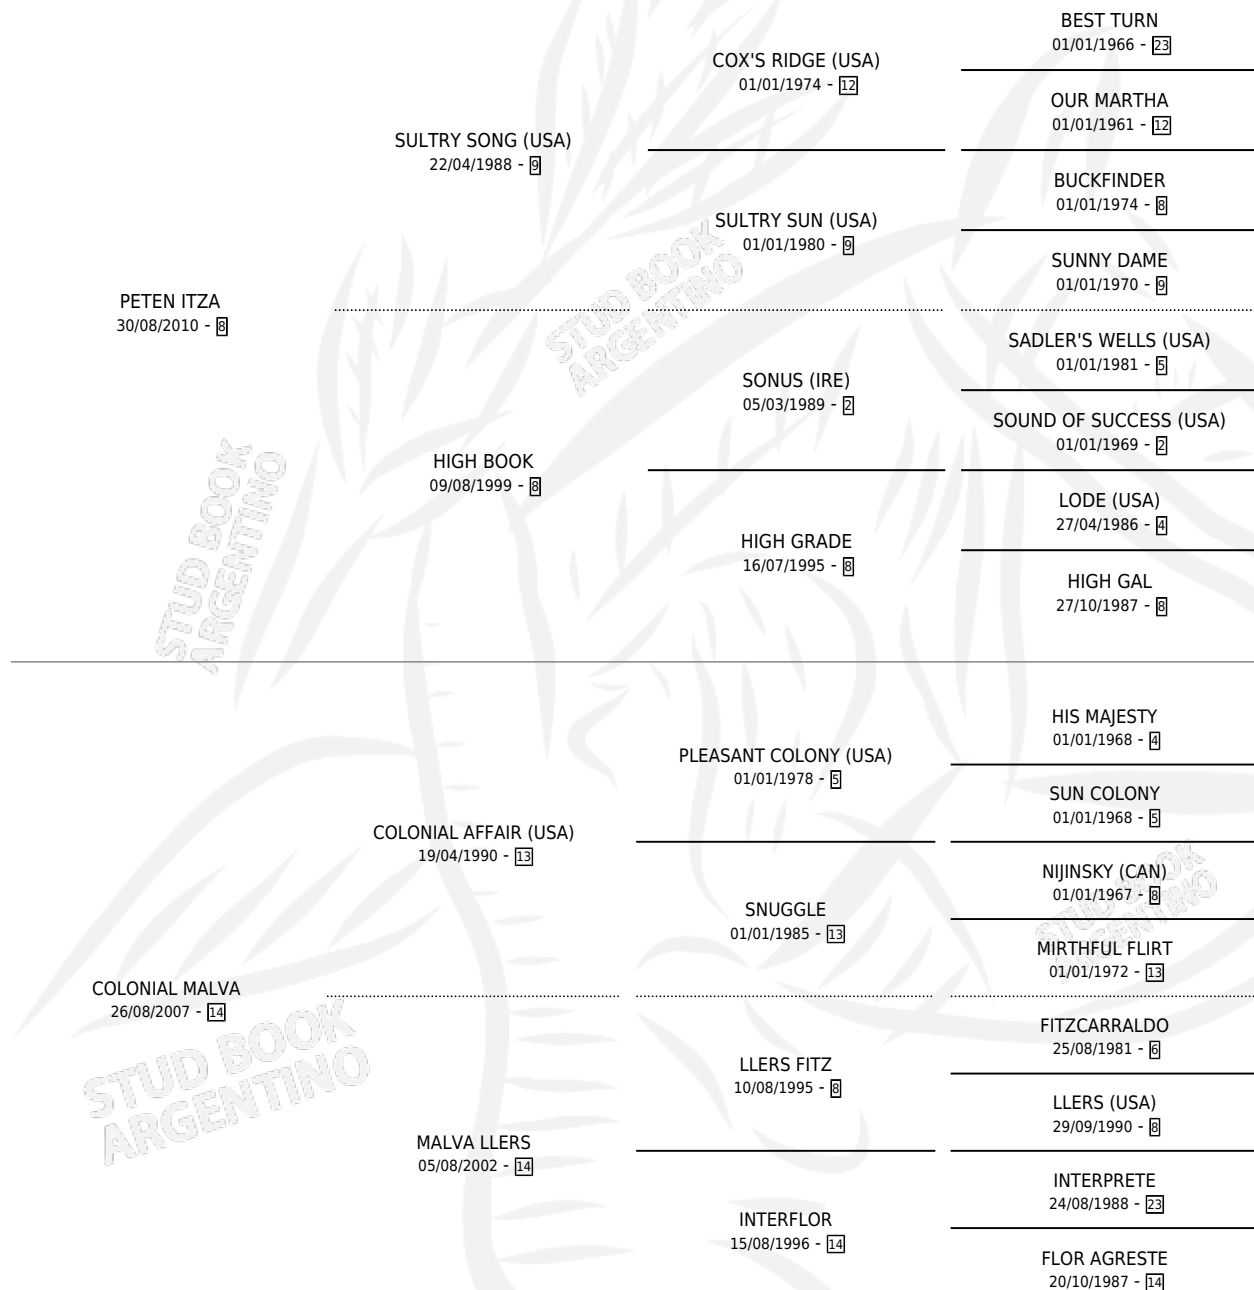 BEST TURN
01/01/1966 - 23
COX'S RIDGE (USA)
01/01/1974 - 12
OUR MARTHA
01/01/1961 - 12
SULTRY SONG (USA)
22/04/1988 - 9
BUCKFINDER
01/01/1974 - 8
SULTRY SUN (USA)
01/01/1980 - 9
SUNNY DAME
01/01/1970 - 9
PETEN ITZA
30/08/2010 - 8
STUD BOOK
ARGENTINO
SADLER'S WELLS (USA)
01/01/1981 - 5
SONUS (IRE)
05/03/1989 - 2
SOUND OF SUCCESS (USA)
01/01/1969 - 2
HIGH BOOK
09/08/1999 - 8
LODE (USA)
27/04/1986 - 4
HIGH GRADE
16/07/1995 - 8
HIGH GAL
27/10/1987 - 8
STUD BOOK
ARGENTINO
HIS MAJESTY
01/01/1968 - 4
PLEASANT COLONY (USA)
01/01/1978 - 5
SUN COLONY
01/01/1968 - 5
COLONIAL AFFAIR (USA)
19/04/1990 - 13
NIJINSKY (CAN)
01/01/1967 - 8
SNUGGLE
01/01/1985 - 13
STUD BOOK
ARGENTINO
MIRTHFUL FLIRT
01/01/1972 - 13
COLONIAL MALVA
26/08/2007 - 14
FITZCARRALDO
25/08/1981 - 6
LLERS FITZ
10/08/1995 - 8
LLERS (USA)
29/09/1990 - 8
STUD BOOK
ARGENTINO
MALVA LLERS
05/08/2002 - 14
INTERPRETE
24/08/1988 - 23
INTERFLOR
15/08/1996 - 14
FLOR AGRESTE
20/10/1987 - 14